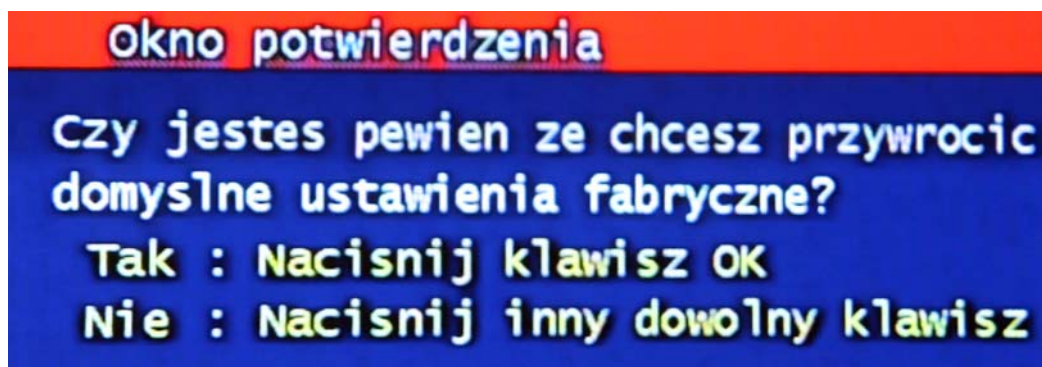 Okno potwierdzenia
Czy jestes pewien ze chcesz przywrocic
domyslne ustawienia fabryczne?
Tak : Nacisnij klawisz OK
Nie : Nacisnij inny dowolny klawisz